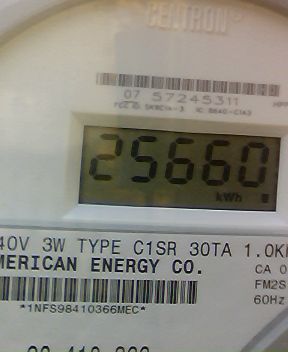 CENTRON
07 57245311
25660
kWh
40V 3W TYPE C1SR 30TA 1.0
MERICAN ENERGY CO.
CA 0
FM2S
60Hz
*1NFS98410366MEC*